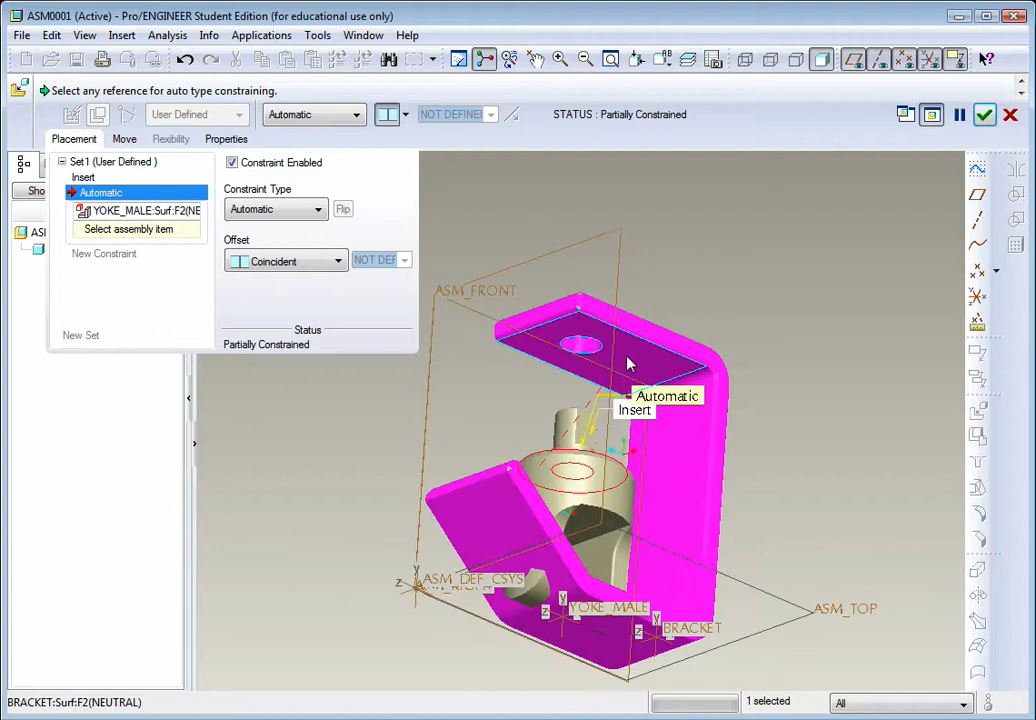 ASM0001 (Active) - Pro/ENGINEER Student Edition (for educational use only)
File Edit View Insert Analysis Info Applications Tools Window Help
Select any reference for auto type constraining.
User Defined Automatic NOT DEFINE STATUS : Partially Constrained
Placement Move Flexibility Properties
Set1 (User Defined )
Insert
Automatic
YOKE_MALE:Surf:F2(NE
Select assembly item
New Constraint
New Set
Constraint Enabled
Constraint Type
Automatic Flip
Offset
Coincident NOT DEF
Status
Partially Constrained
Sho
ASM_FRONT
Automatic
Insert
ASM_DEF_CSYS
YOKE_MALE
BRACKET
ASM_TOP
y
z
y
z
y
z
BRACKET:Surf:F2(NEUTRAL)
1 selected
All